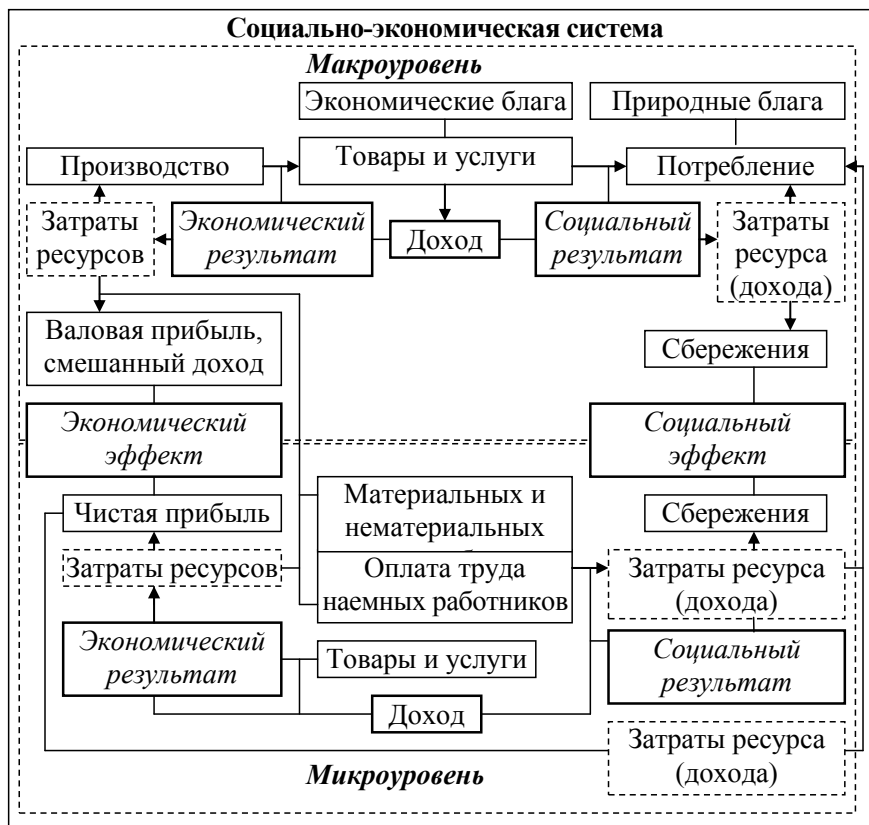 Социально-экономическая система
Макроуровень
Экономические блага
Природные блага
Производство
Товары и услуги
Потребление
Затраты
ресурсов
Экономический
результат
Доход
Социальный
результат
Затраты
ресурса
(дохода)
Валовая прибыль,
смешанный доход
Сбережения
Экономический
эффект
Социальный
эффект
Чистая прибыль
Материальных и
нематериальных
Сбережения
Затраты ресурсов
Оплата труда
наемных работников
Затраты ресурса
(дохода)
Экономический
результат
Товары и услуги
Социальный
результат
Доход
Затраты ресурса
(дохода)
Микроуровень